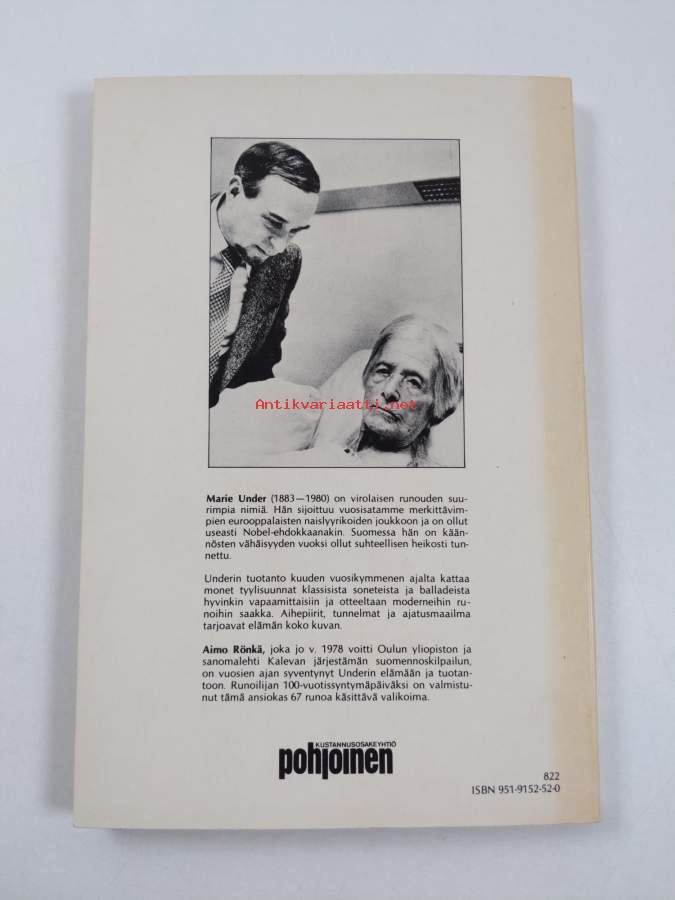 Antikvariaatti.net
Marie Under (1883—1980) on virolaisen runouden suu-
rimpia nimiä. Hän sijoittuu vuosisatamme merkittävim-
pien eurooppalaisten naislyyrikoiden joukkoon ja on ollut
useasti Nobel-ehdokkaanakin. Suomessa hän on kään-
nösten vähäisyyden vuoksi ollut suhteellisen heikosti tun-
nettu.
Underin tuotanto kuuden vuosikymmenen ajalta kattaa
monet tyylisuunnat klassisista soneteista ja balladeista
hyvinkin vapaamittaisiin ja otteeltaan moderneihin ru-
noihin saakka. Aihepiirit, tunnelmat ja ajatusmaailma
tarjoavat elämän koko kuvan.
Aimo Rönkä, joka jo v. 1978 voitti Oulun yliopiston ja
sanomalehti Kalevan järjestämän suomennoskilpailun,
on vuosien ajan syventynyt Underin elämään ja tuotan-
toon. Runoilijan 100-vuotissyntymäpäiväksi on valmistu-
nut tämä ansiokas 67 runoa käsittävä valikoima.
KUSTANNUSOSAKEYHTIÖ
pohjoinen
822
ISBN 951-9152-52-0